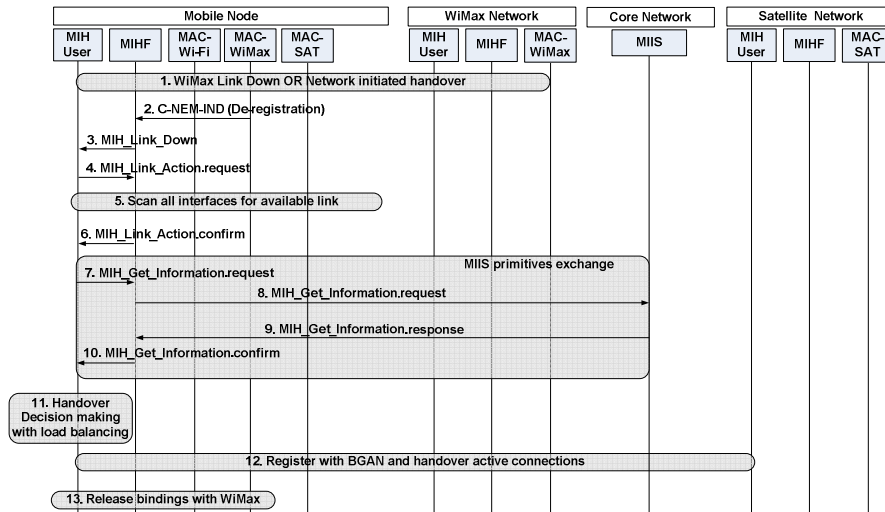 Mobile Node
WiMax Network
Core Network
Satellite Network
MIH
User
MIHF
MAC-
Wi-Fi
MAC-
WiMax
MAC-
SAT
MIH
User
MIHF
MAC-
WiMax
MIIS
MIH
User
MIHF
MAC-
SAT
1. WiMax Link Down OR Network initiated handover
2. C-NEM-IND (De-registration)
3. MIH_Link_Down
4. MIH_Link_Action.request
5. Scan all interfaces for available link
6. MIH_Link_Action.confirm
MIIS primitives exchange
7. MIH_Get_Information.request
8. MIH_Get_Information.request
9. MIH_Get_Information.response
10. MIH_Get_Information.confirm
11. Handover
Decision making
with load balancing
12. Register with BGAN and handover active connections
13. Release bindings with WiMax